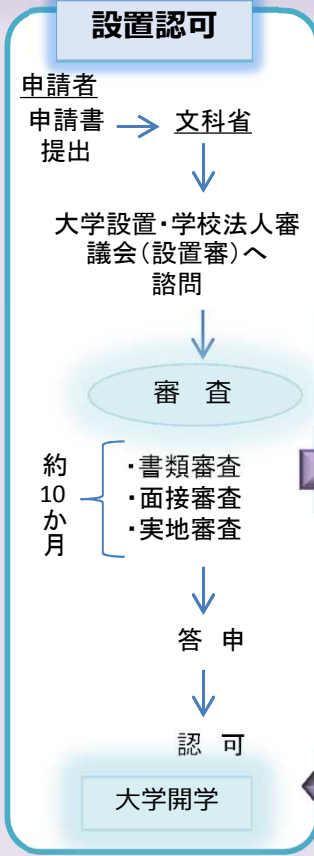 設置認可
申請者
申請書
提出
文科省
大学設置・学校法人審
議会（設置審）へ
諮問
審　査
約
10
か
月
・書類審査
・面接審査
・実地審査
答　申
認　可
大学開学